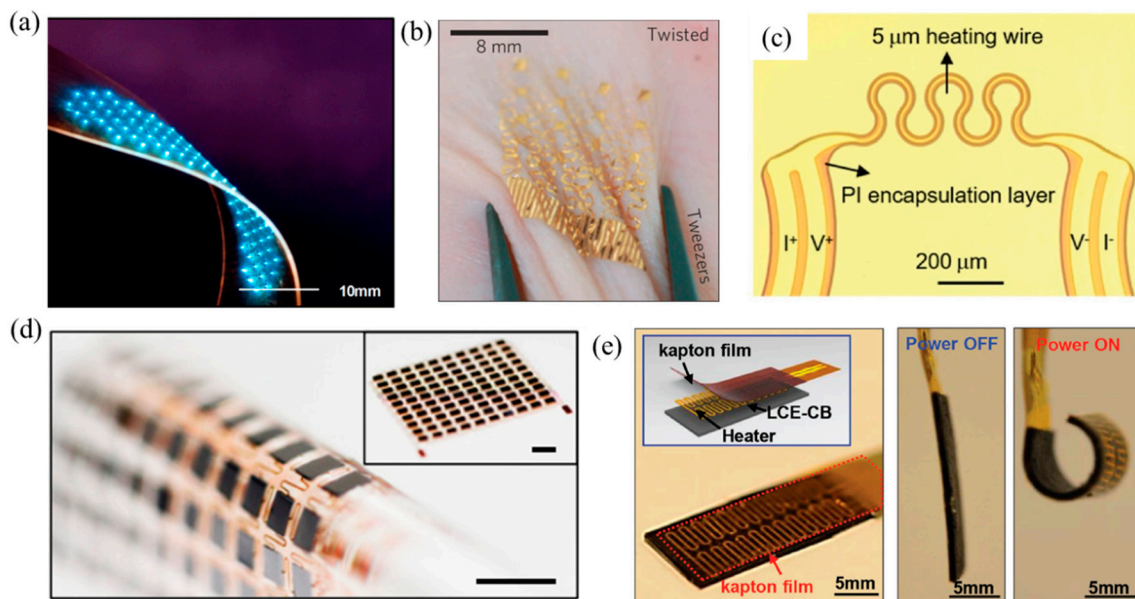 (a)
10mm
(b)
8 mm
Twisted
Tweezers
(c)
5 μm heating wire
PI encapsulation layer
I⁺
V⁺
V⁻
I⁻
200 μm
(d)
(e)
kapton film
LCE-CB
Heater
kapton film
5mm
Power OFF
5mm
Power ON
5mm